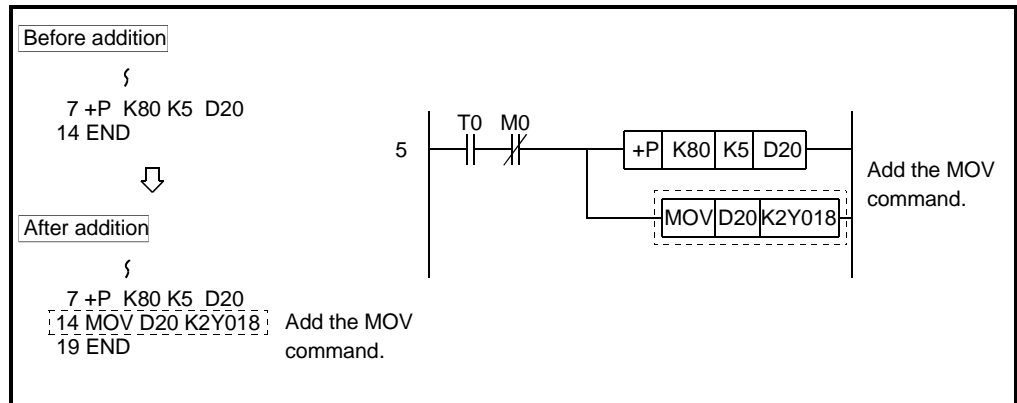 Before addition
7 +P K80 K5 D20
14 END
After addition
7 +P K80 K5 D20
14 MOV D20 K2Y018
19 END
Add the MOV
command.
T0 M0
5
+P K80 K5 D20
MOV D20 K2Y018
Add the MOV
command.